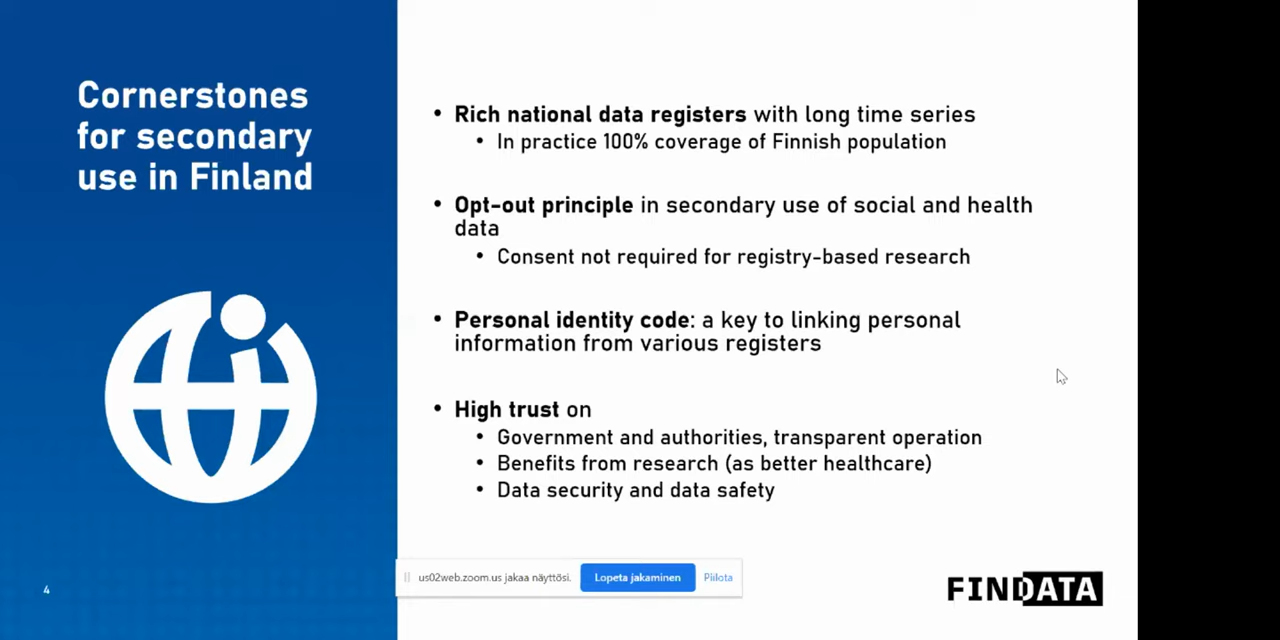 Cornerstones
for secondary
use in Finland
• Rich national data registers with long time series
• In practice 100% coverage of Finnish population
• Opt-out principle in secondary use of social and health
data
• Consent not required for registry-based research
• Personal identity code: a key to linking personal
information from various registers
• High trust on
• Government and authorities, transparent operation
• Benefits from research (as better healthcare)
• Data security and data safety
us02web.zoom.us jakaa näyttösi. Lopeta jakaminen Piilota
4
FINDATA